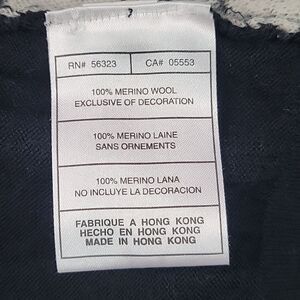 RN# 56323 CA# 05553
100% MERINO WOOL
EXCLUSIVE OF DECORATION
100% MERINO LAINE
SANS ORNEMENTS
100% MERINO LANA
NO INCLUYE LA DECORACION
FABRIQUE A HONG KONG
HECHO EN HONG KONG
MADE IN HONG KONG